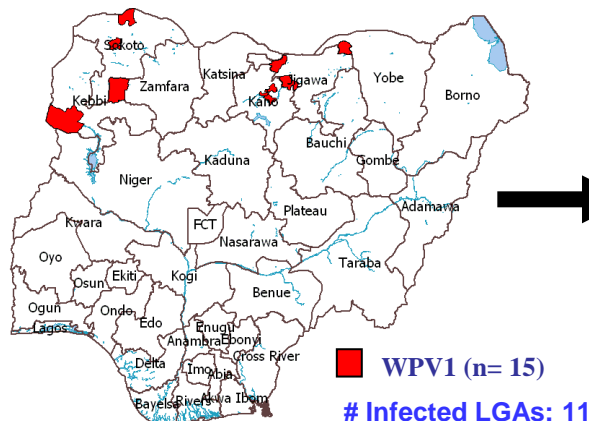 Sokoto
Katsina
Jigawa
Yobe
Zamfara
Borno
Kebbi
Kano
Bauchi
Kaduna
Gombe
Niger
Adamawa
Plateau
Kwara
FCT
Nasarawa
Oyo
Taraba
Ekiti
Kogi
Osun
Benue
Ogun
Ondo
Edo
Lagos
Enugu
Ebonyi
Anambra
Cross River
Delta
Imo
Abia
WPV1 (n= 15)
Bayelsa
Rivers
Akwa Ibom
# Infected LGAs: 11